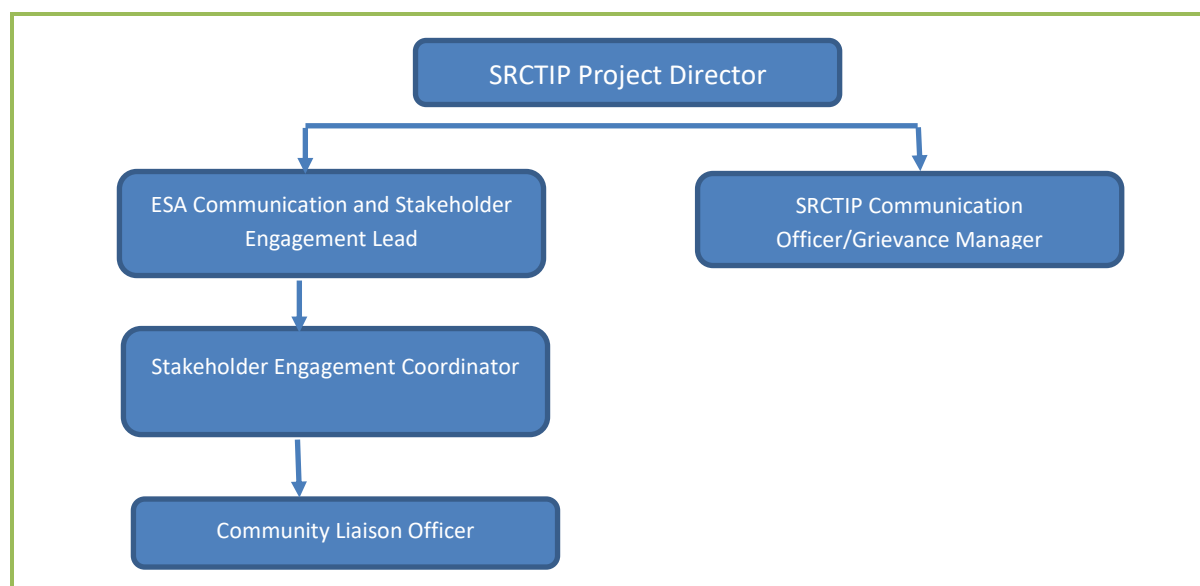 SRCTIP Project Director
ESA Communication and Stakeholder
Engagement Lead
SRCTIP Communication
Officer/Grievance Manager
Stakeholder Engagement Coordinator
Community Liaison Officer